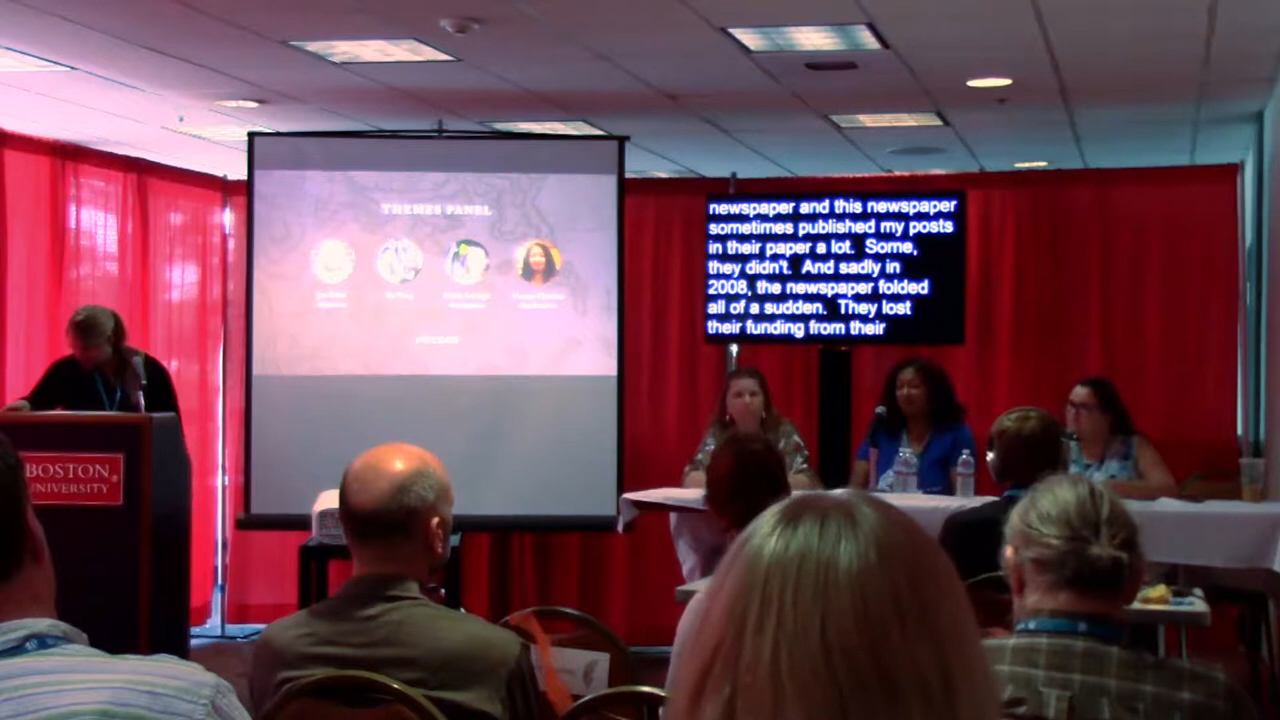 THEMES PANEL
newspaper and this newspaper
sometimes published my posts
in their paper a lot.  Some,
they didn't.  And sadly in
2008, the newspaper folded
all of a sudden.  They lost
their funding from their
BOSTON
UNIVERSITY